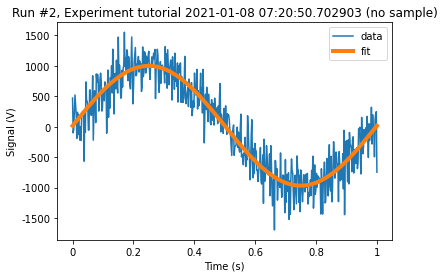 Run #2, Experiment tutorial 2021-01-08 07:20:50.702903 (no sample)
data
fit
1500
1000
500
0
-500
-1000
-1500
Signal (V)
0
0.2
0.4
0.6
0.8
1
Time (s)